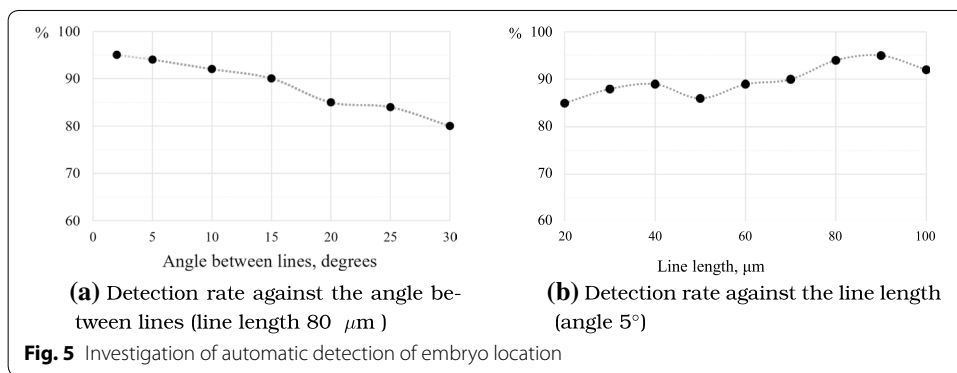 % 100
90
80
70
60
0 5 10 15 20 25 30
Angle between lines, degrees
(a) Detection rate against the angle be-
tween lines (line length 80 μm )
% 100
90
80
70
60
20 40 60 80 100
Line length, μm
(b) Detection rate against the line length
(angle 5°)
Fig. 5 Investigation of automatic detection of embryo location